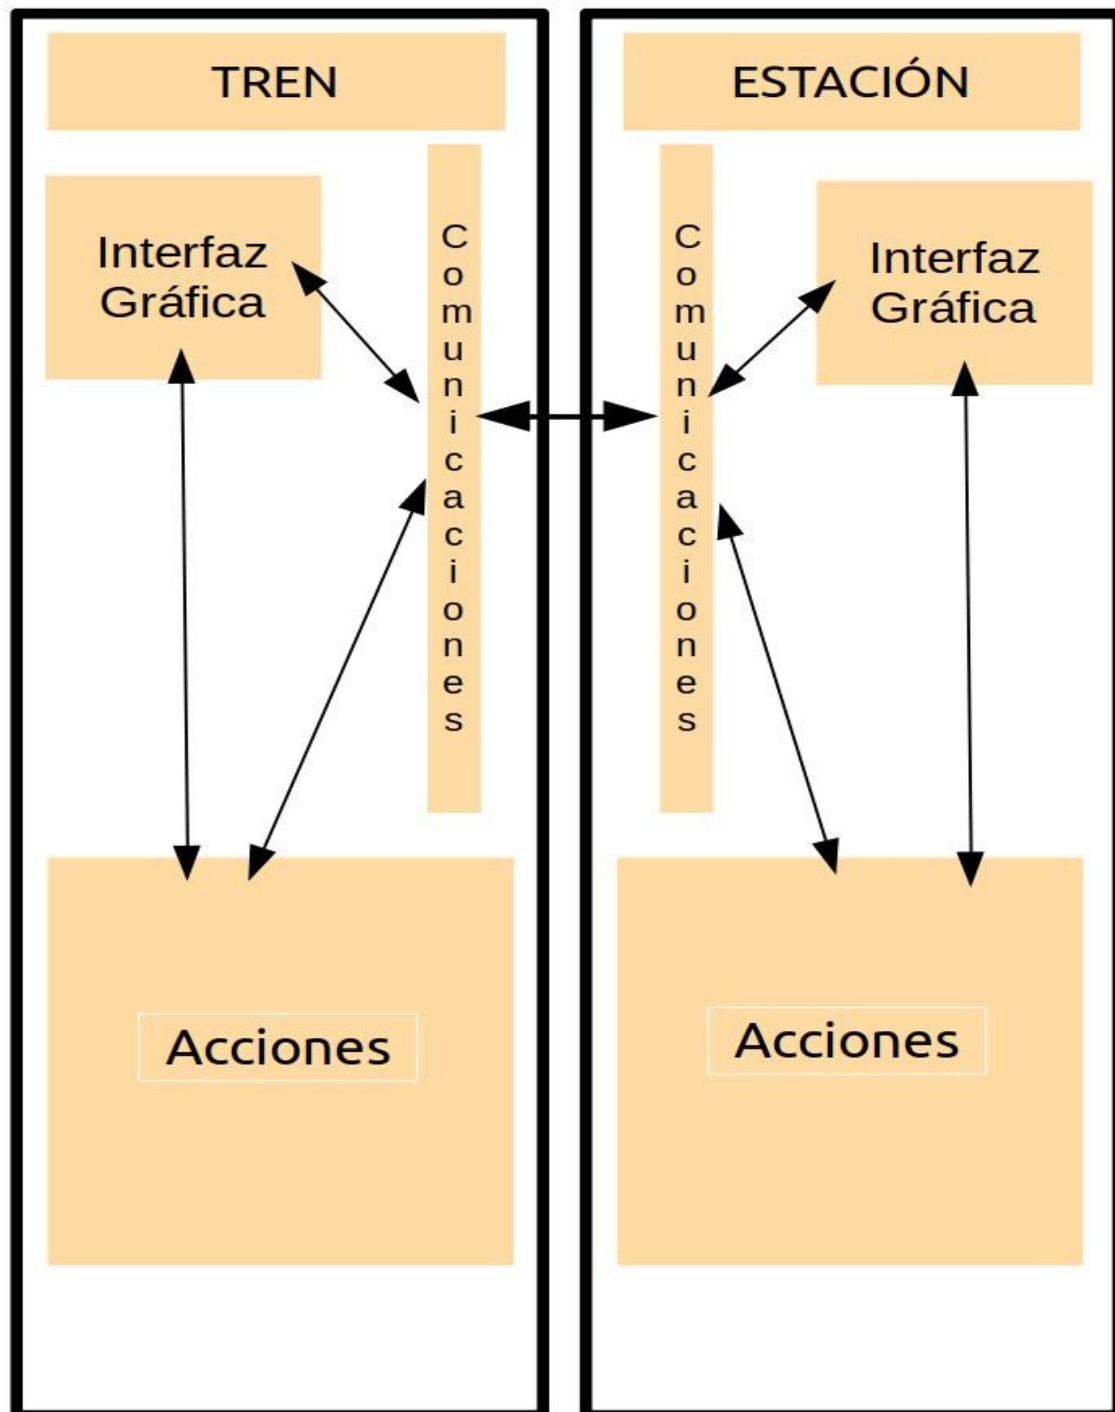 TREN
Interfaz
Gráfica
Comunicaciones
Acciones
ESTACIÓN
Comunicaciones
Interfaz
Gráfica
Acciones